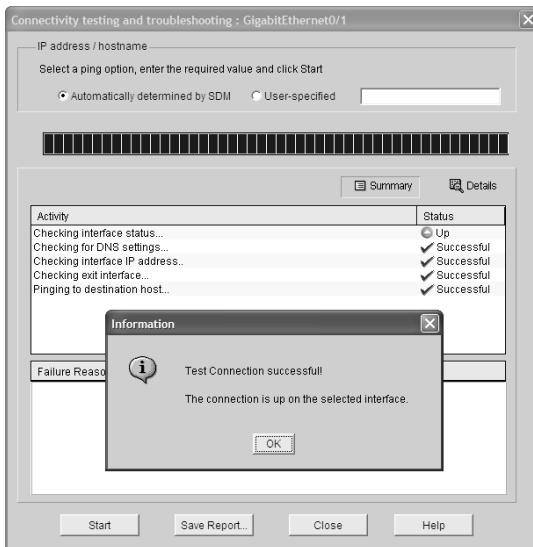 Connectivity testing and troubleshooting : GigabitEthernet0/1
IP address / hostname
Select a ping option, enter the required value and click Start
Automatically determined by SDM
User-specified
Summary
Details
Activity
Status
Checking interface status...
Up
Checking for DNS settings...
Successful
Checking interface IP address..
Successful
Checking exit interface...
Successful
Pinging to destination host...
Successful
Information
Test Connection successful!
The connection is up on the selected interface.
OK
Failure Reaso
Start
Save Report...
Close
Help